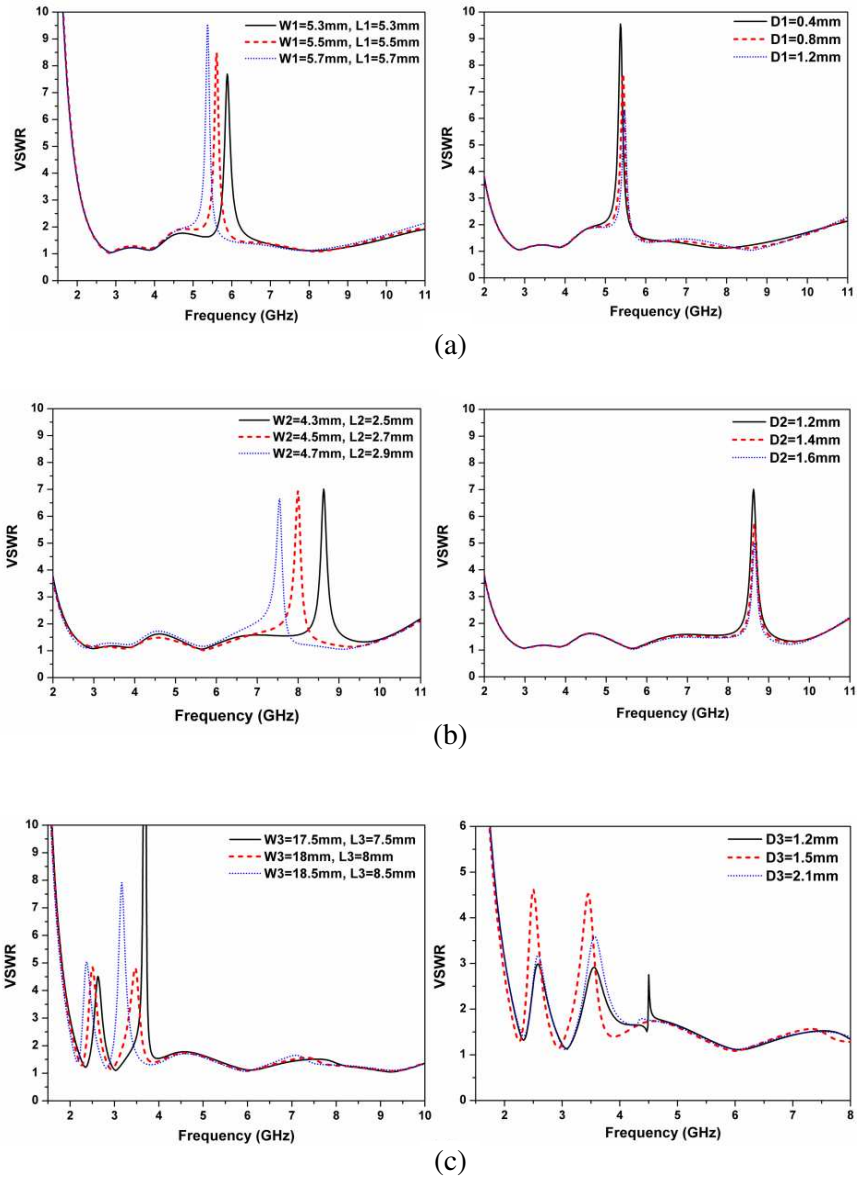 W1=5.3mm, L1=5.3mm
W1=5.5mm, L1=5.5mm
W1=5.7mm, L1=5.7mm
VSWR
10
9
8
7
6
5
4
3
2
1
0
2 3 4 5 6 7 8 9 10 11
Frequency (GHz)
D1=0.4mm
D1=0.8mm
D1=1.2mm
VSWR
10
9
8
7
6
5
4
3
2
1
0
2 3 4 5 6 7 8 9 10 11
Frequency (GHz)
(a)
W2=4.3mm, L2=2.5mm
W2=4.5mm, L2=2.7mm
W2=4.7mm, L2=2.9mm
VSWR
10
9
8
7
6
5
4
3
2
1
0
2 3 4 5 6 7 8 9 10 11
Frequency (GHz)
D2=1.2mm
D2=1.4mm
D2=1.6mm
VSWR
10
9
8
7
6
5
4
3
2
1
0
2 3 4 5 6 7 8 9 10 11
Frequency (GHz)
(b)
W3=17.5mm, L3=7.5mm
W3=18mm, L3=8mm
W3=18.5mm, L3=8.5mm
VSWR
10
9
8
7
6
5
4
3
2
1
0
2 3 4 5 6 7 8 9 10
Frequency (GHz)
D3=1.2mm
D3=1.5mm
D3=2.1mm
VSWR
6
5
4
3
2
1
0
2 3 4 5 6 7 8
Frequency (GHz)
(c)